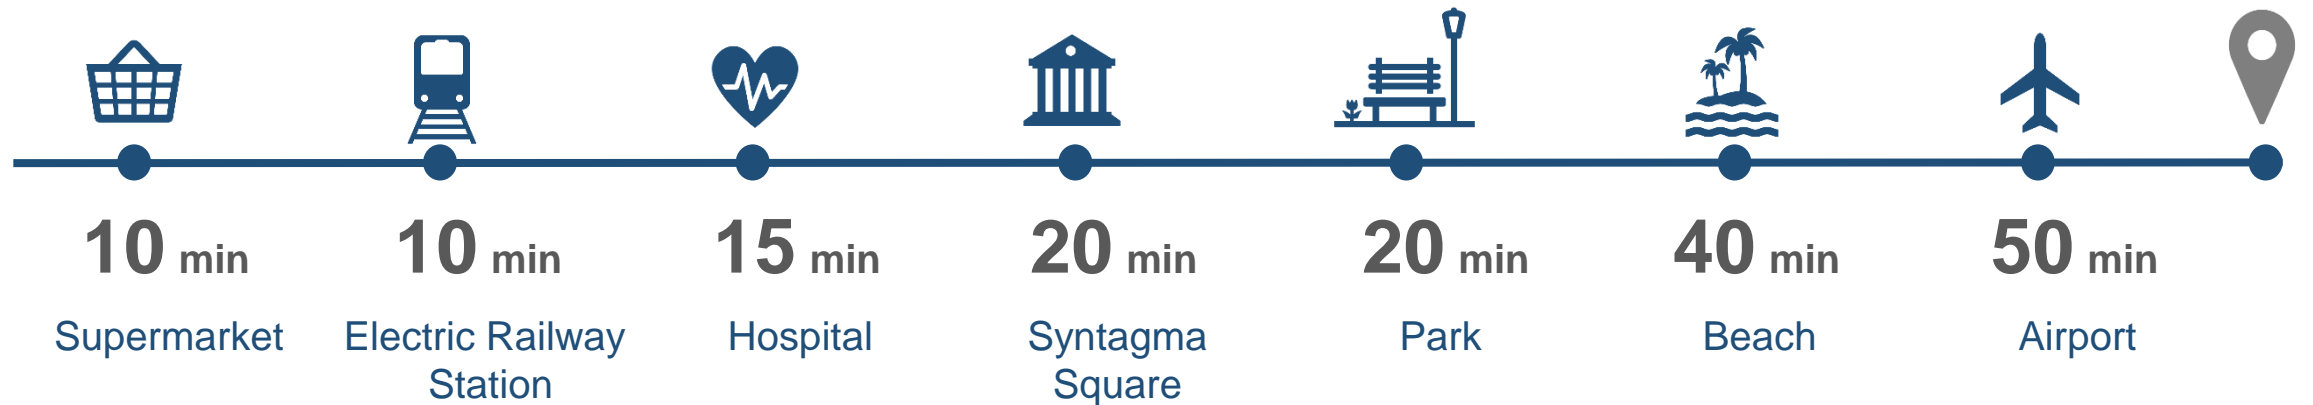 10 min
10 min
15 min
20 min
20 min
40 min
50 min
Supermarket
Electric Railway
Station
Hospital
Syntagma
Square
Park
Beach
Airport